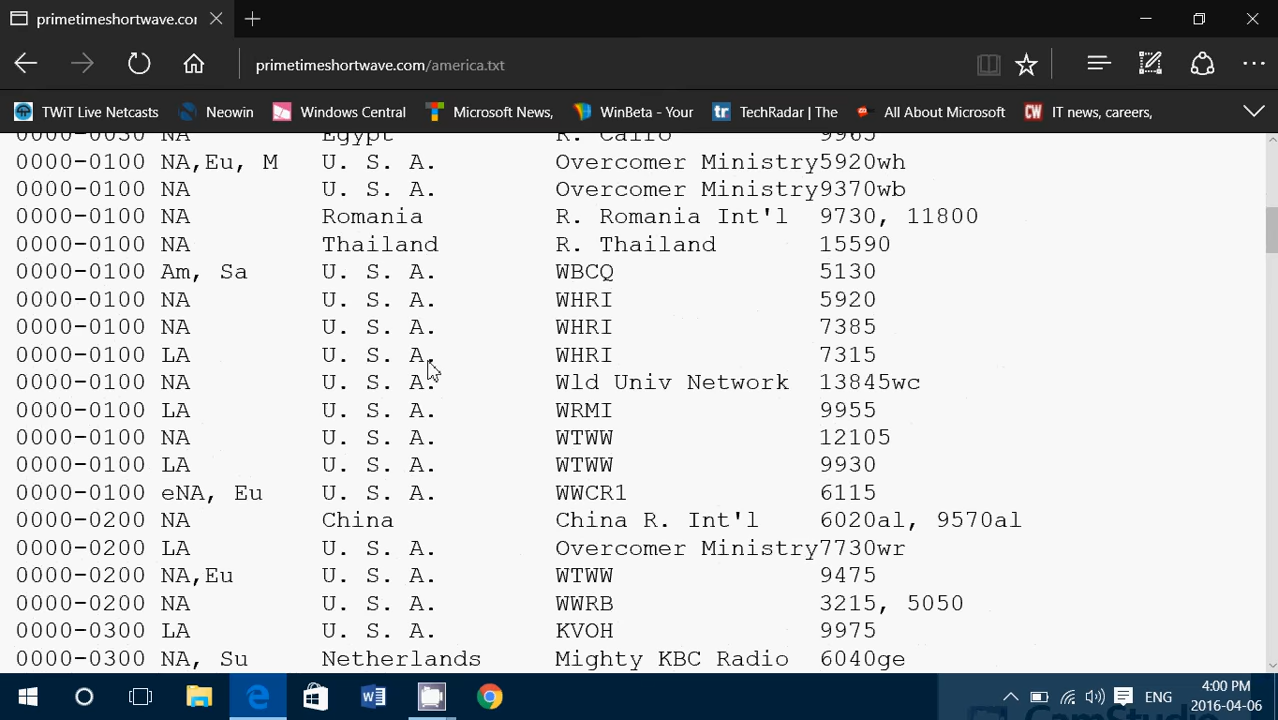 primetimeshortwave.cor
primetimeshortwave.com/america.txt
TWiT Live Netcasts Neowin Windows Central Microsoft News, WinBeta - Your TechRadar | The All About Microsoft IT news, careers,
0000-0030 NA Egypt R. Cairo 9965
0000-0100 NA,Eu, M U. S. A. Overcomer Ministry5920wh
0000-0100 NA U. S. A. Overcomer Ministry9370wb
0000-0100 NA Romania R. Romania Int'l 9730, 11800
0000-0100 NA Thailand R. Thailand 15590
0000-0100 Am, Sa U. S. A. WBCQ 5130
0000-0100 NA U. S. A. WHRI 5920
0000-0100 NA U. S. A. WHRI 7385
0000-0100 LA U. S. A. WHRI 7315
0000-0100 NA U. S. A. Wld Univ Network 13845wc
0000-0100 LA U. S. A. WRMI 9955
0000-0100 NA U. S. A. WTWW 12105
0000-0100 LA U. S. A. WTWW 9930
0000-0100 eNA, Eu U. S. A. WWCR1 6115
0000-0200 NA China China R. Int'l 6020al, 9570al
0000-0200 LA U. S. A. Overcomer Ministry7730wr
0000-0200 NA,Eu U. S. A. WTWW 9475
0000-0200 NA U. S. A. WWRB 3215, 5050
0000-0300 LA U. S. A. KVOH 9975
0000-0300 NA, Su Netherlands Mighty KBC Radio 6040ge
ENG 4:00 PM
2016-04-06